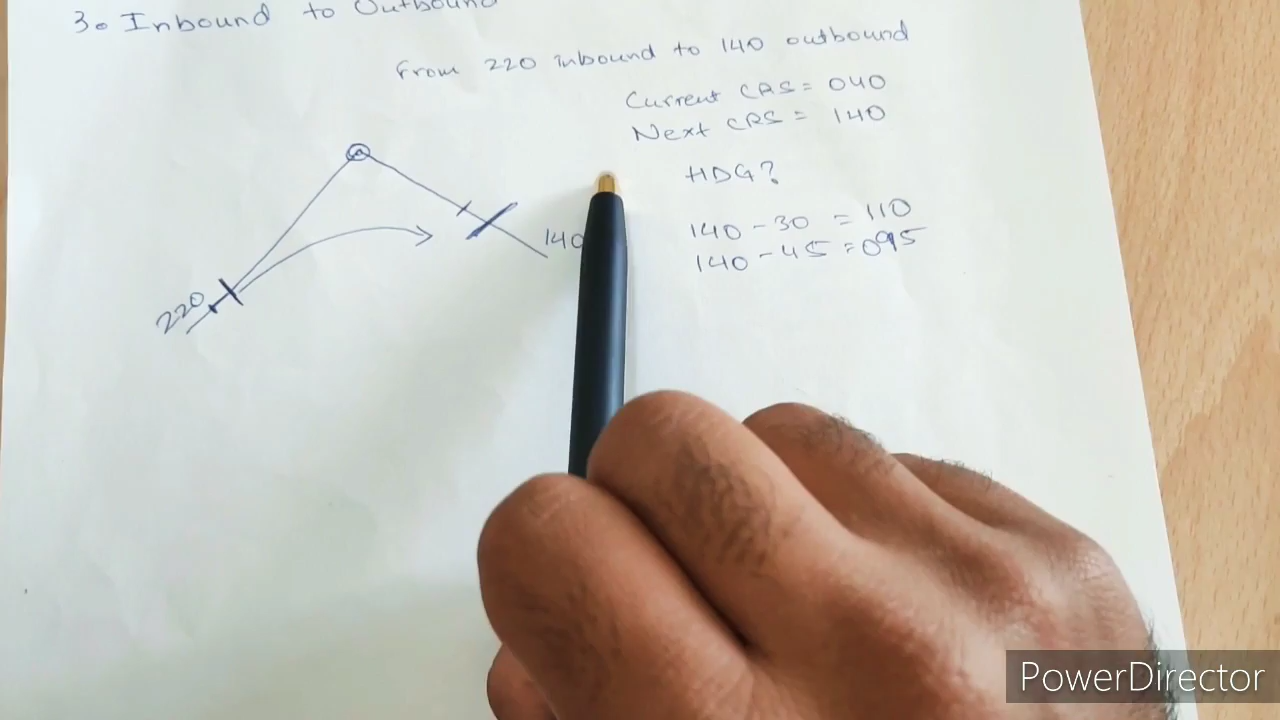 3. Inbound to Outbound
From 220 inbound to 140 outbound
Current CRS = 040
Next CRS = 140
HDG?
140 - 30 = 110
140 - 45 = 095
140
220
PowerDirector